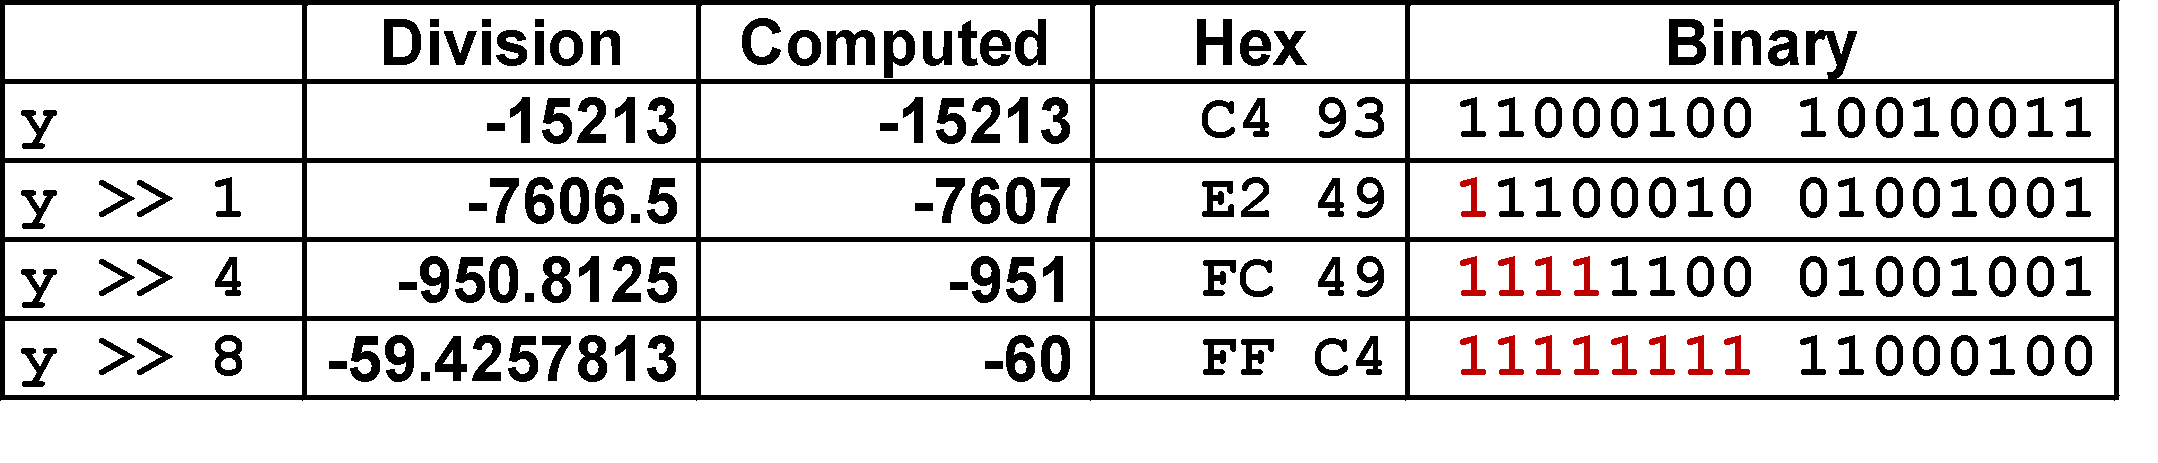 Division Computed Hex Binary
y -15213 -15213 C4 93 11000100 10010011
y >> 1 -7606.5 -7607 E2 49 11100010 01001001
y >> 4 -950.8125 -951 FC 49 11111100 01001001
y >> 8 -59.4257813 -60 FF C4 11111111 11000100